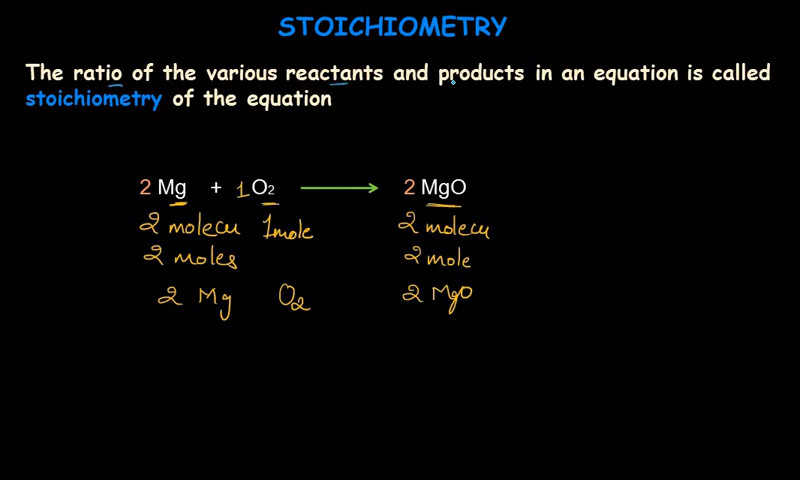 STOICHIOMETRY
The ratio of the various reactants and products in an equation is called
stoichiometry of the equation
2 Mg + 1 O2 → 2 MgO
2 molecu 1mole 2 molecu
2 moles 2 mole
2 Mg O2 2 MgO